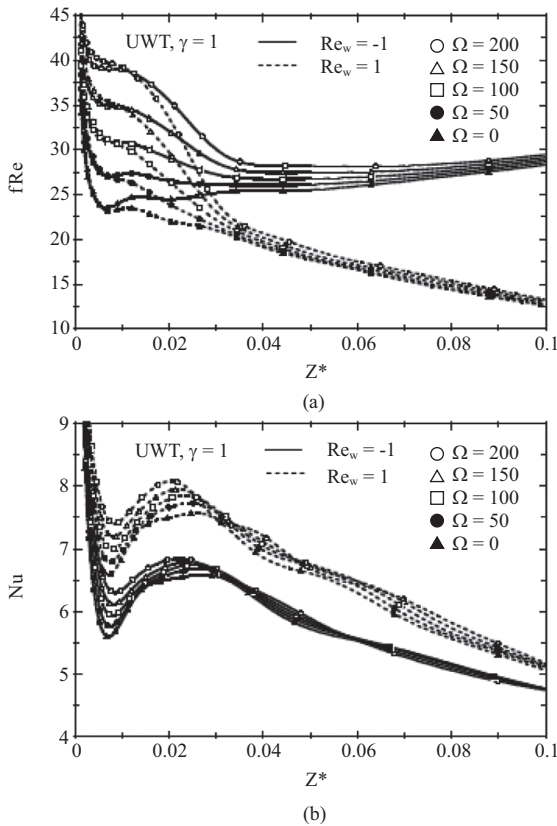 45
40
35
30
25
20
15
10
fRe
UWT, γ = 1
Re_w = -1
Re_w = 1
Ω = 200
Ω = 150
Ω = 100
Ω = 50
Ω = 0
0 0.02 0.04 0.06 0.08 0.1
Z*
(a)
9
8
7
6
5
4
Nu
UWT, γ = 1
Re_w = -1
Re_w = 1
Ω = 200
Ω = 150
Ω = 100
Ω = 50
Ω = 0
0 0.02 0.04 0.06 0.08 0.1
Z*
(b)